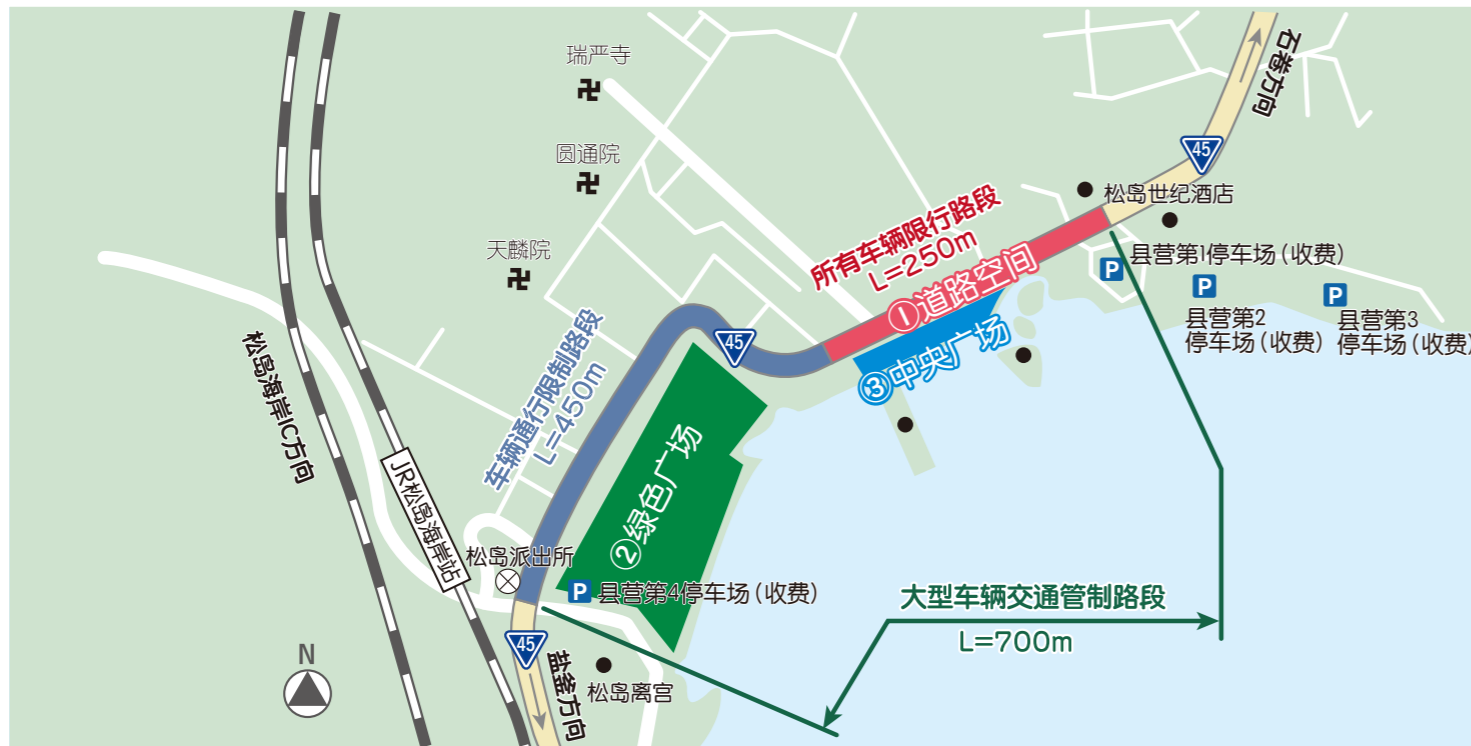 瑞严寺
圆通院
天麟院
石卷方向
45
松岛世纪酒店
所有车辆限行路段
L=250m
①道路空间
P 县营第1停车场(收费)
P
县营第2
停车场(收费)
P
县营第3
停车场(收费)
③中央广场
45
车辆通行限制路段
L=450m
②绿色广场
松岛海岸IC方向
JR松岛海岸站
松岛派出所
P 县营第4停车场(收费)
大型车辆交通管制路段
L=700m
45
盐釜方向
松岛离宫
N